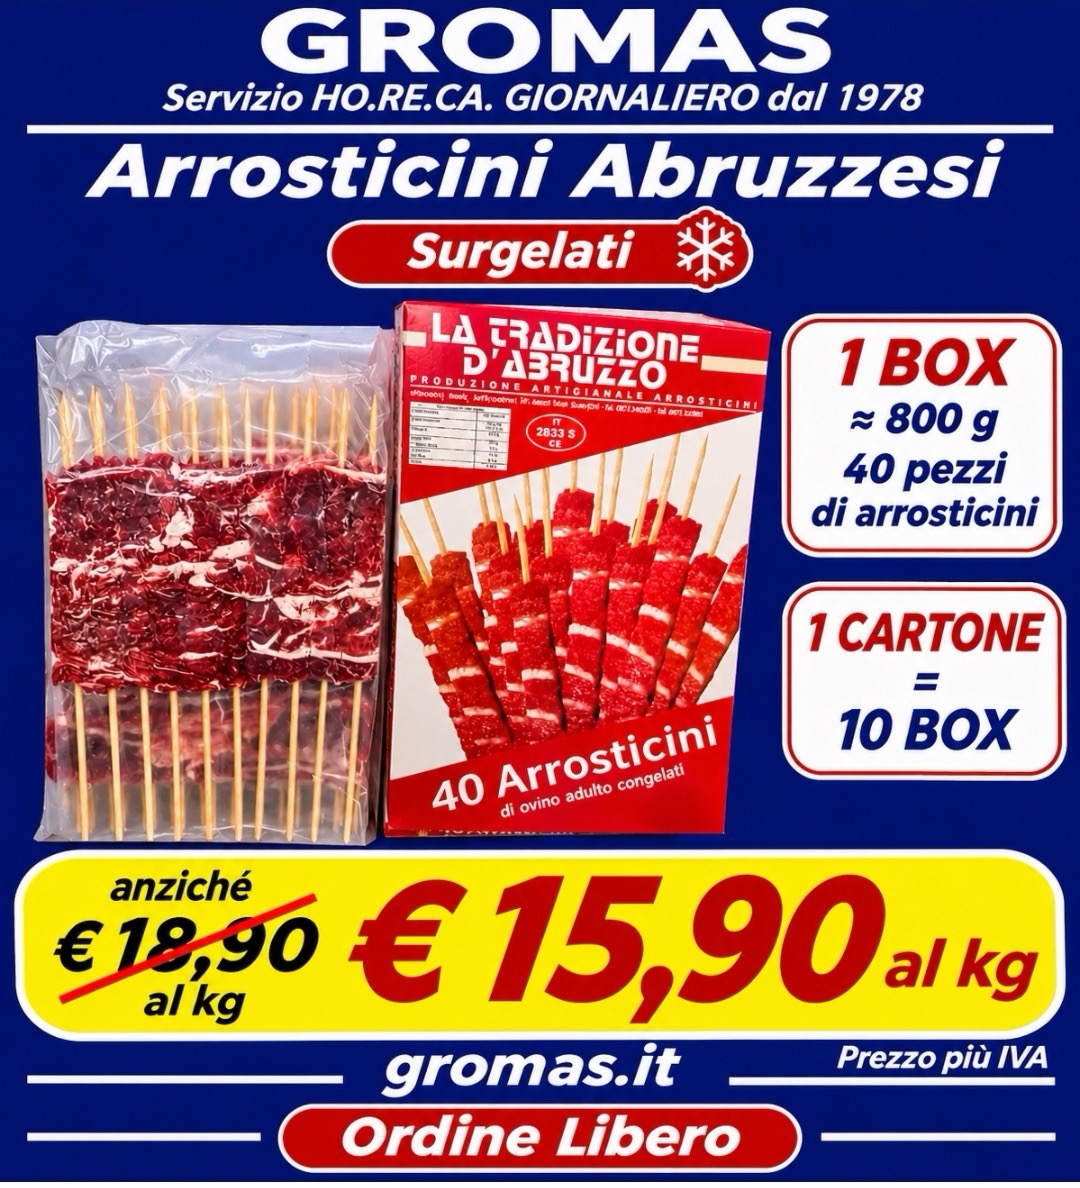 GROMAS
Servizio HO.RE.CA. GIORNALIERO dal 1978
Arrosticini Abruzzesi
Surgelati
LA TRADIZIONE
D'ABRUZZO
PRODUZIONE ARTIGIANALE ARROSTICINI
IT
2833 S
CE
40 Arrosticini
di ovino adulto congelati
1 BOX
≈ 800 g
40 pezzi
di arrosticini
1 CARTONE
=
10 BOX
anziché
€ 18,90
al kg
€ 15,90 al kg
gromas.it
Prezzo più IVA
Ordine Libero